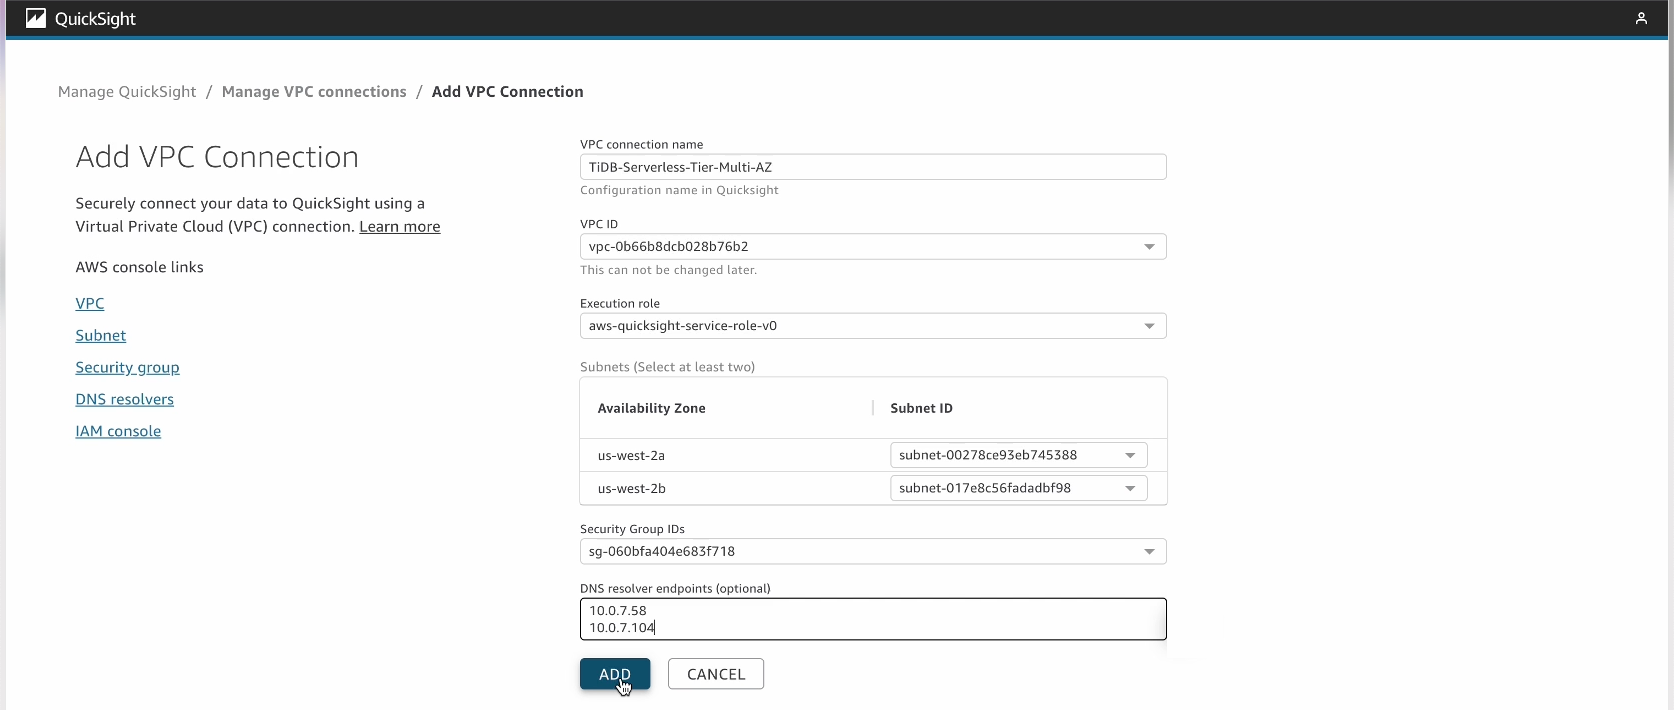 QuickSight
Manage QuickSight / Manage VPC connections / Add VPC Connection
Add VPC Connection
Securely connect your data to QuickSight using a
Virtual Private Cloud (VPC) connection. Learn more
AWS console links
VPC
Subnet
Security group
DNS resolvers
IAM console
VPC connection name
TiDB-Serverless-Tier-Multi-AZ
Configuration name in Quicksight
VPC ID
vpc-0b66b8dcb028b76b2
This can not be changed later.
Execution role
aws-quicksight-service-role-v0
Subnets (Select at least two)
Availability Zone Subnet ID
us-west-2a subnet-00278ce93eb745388
us-west-2b subnet-017e8c56fadadbf98
Security Group IDs
sg-060bfa404e683f718
DNS resolver endpoints (optional)
10.0.7.58
10.0.7.104
ADD CANCEL